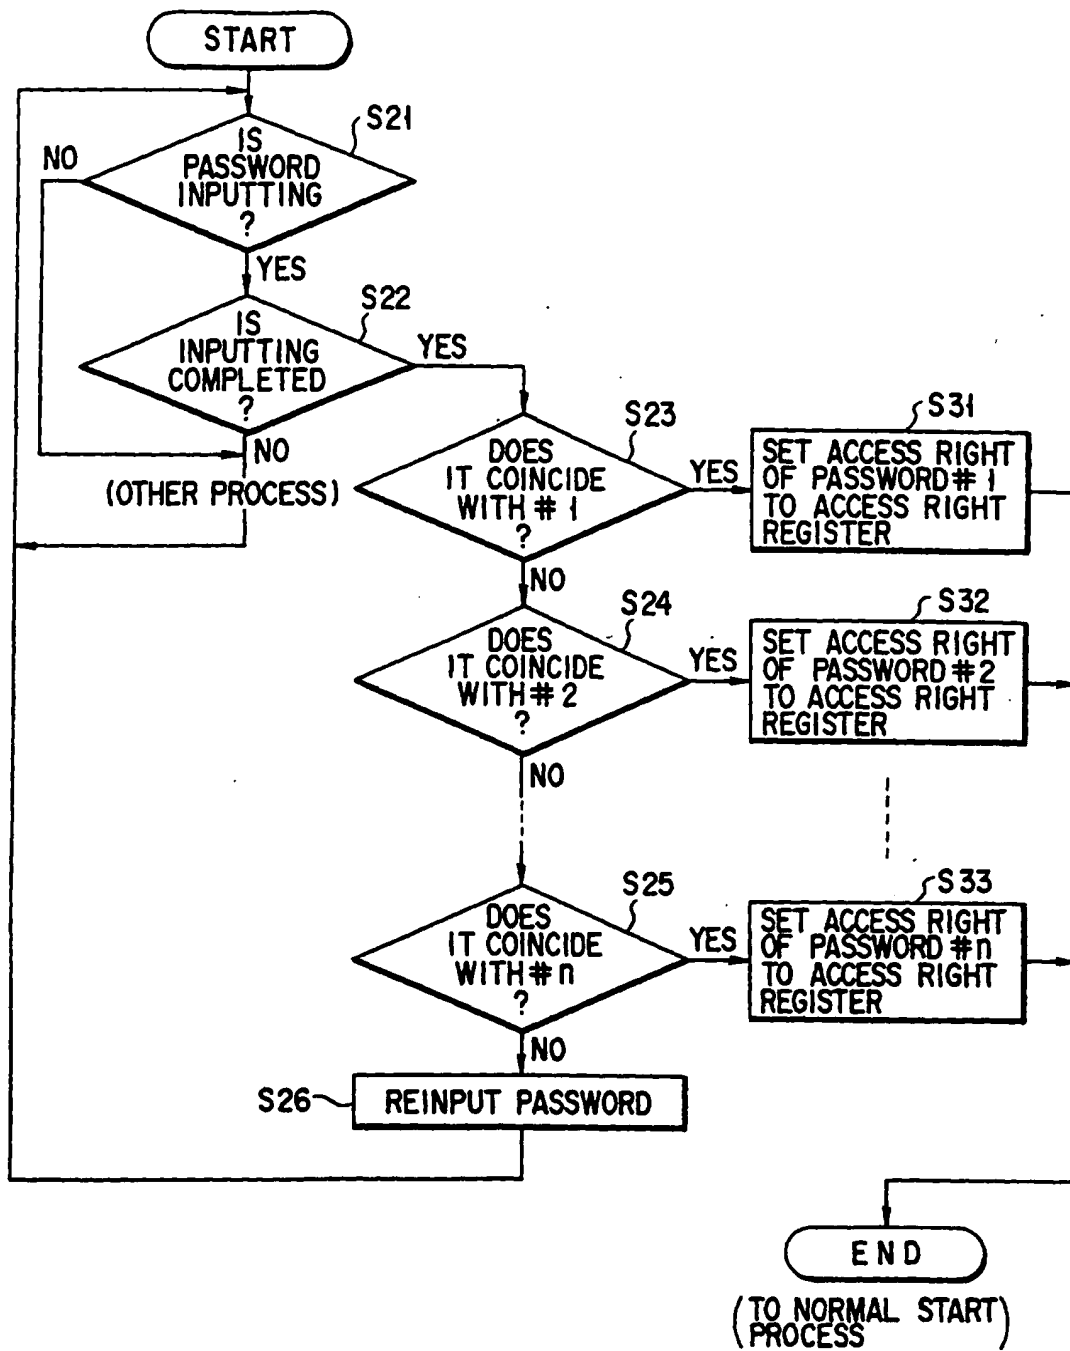 START
S21
IS
PASSWORD
INPUTTING
?
NO
YES
S22
IS
INPUTTING
COMPLETED
?
YES
NO
(OTHER PROCESS)
S23
DOES
IT COINCIDE
WITH # 1
?
YES
NO
S31
SET ACCESS RIGHT
OF PASSWORD # 1
TO ACCESS RIGHT
REGISTER
S24
DOES
IT COINCIDE
WITH # 2
?
YES
NO
S32
SET ACCESS RIGHT
OF PASSWORD # 2
TO ACCESS RIGHT
REGISTER
S25
DOES
IT COINCIDE
WITH # n
?
YES
NO
S33
SET ACCESS RIGHT
OF PASSWORD # n
TO ACCESS RIGHT
REGISTER
S26
REINPUT PASSWORD
END
(TO NORMAL START
PROCESS)